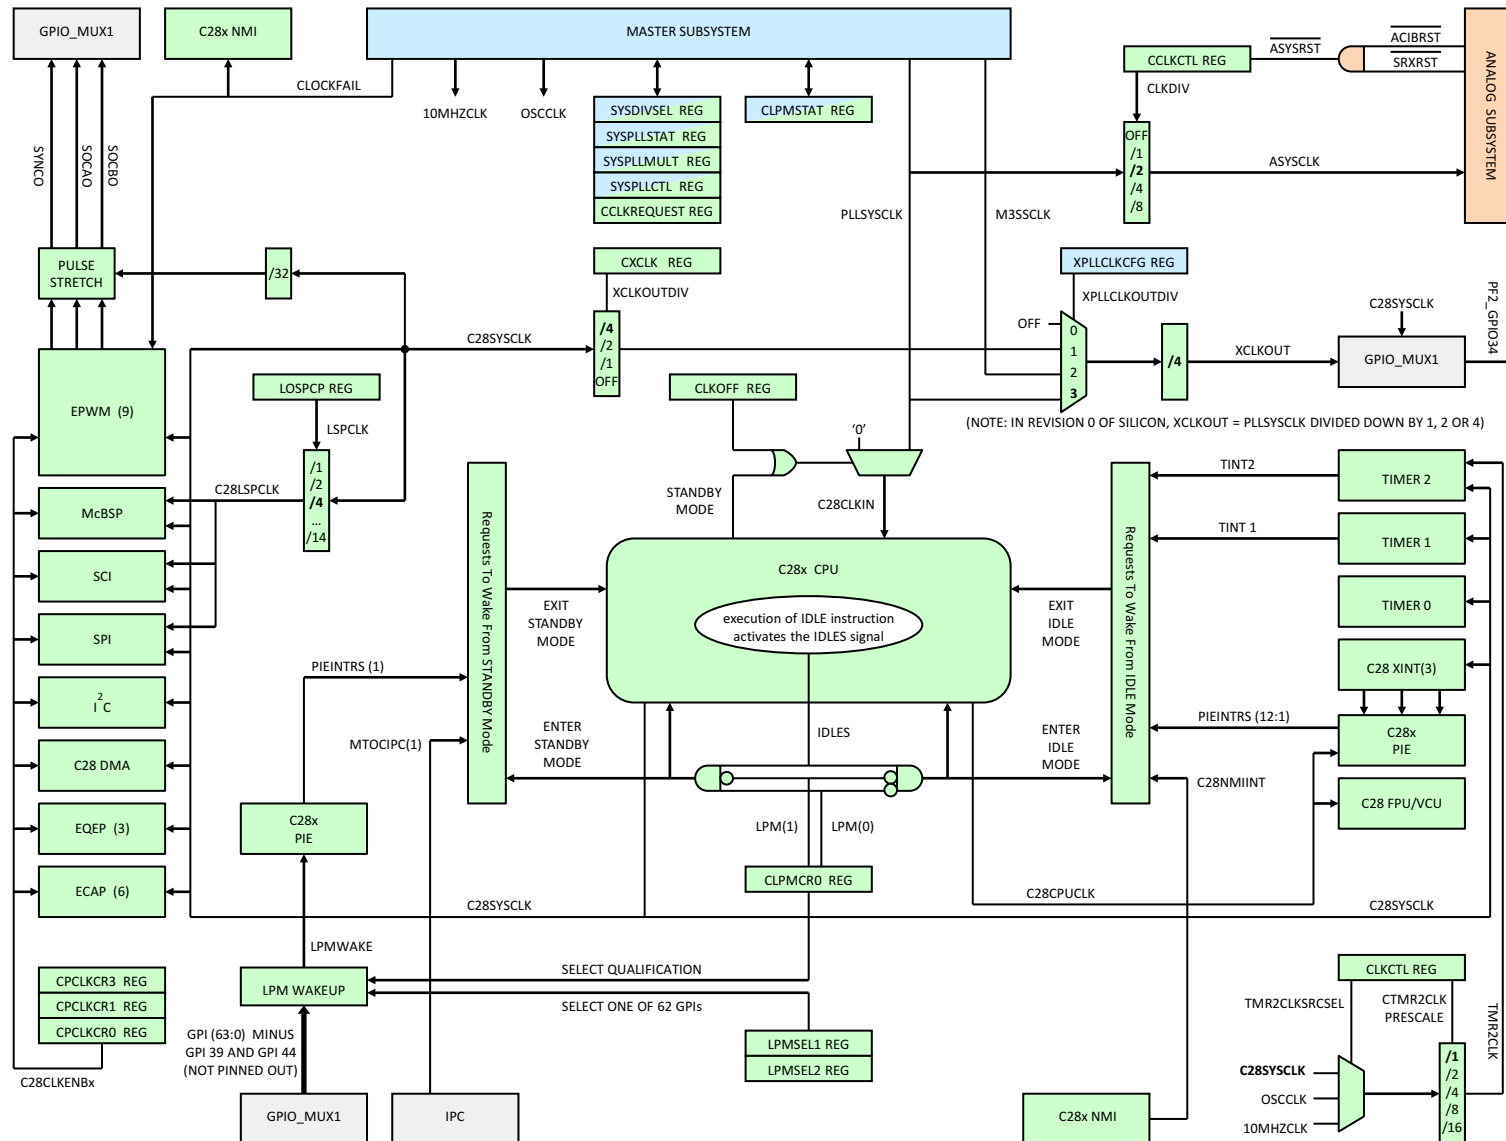 GPIO_MUX1
C28x NMI
MASTER SUBSYSTEM
ANALOG SUBSYSTEM
ACIBRST
ASYSRST
SRXRST
CCLKCTL REG
CLKDIV
CLOCKFAIL
10MHZCLK
OSCCLK
SYSDIVSEL REG
SYSPLLSTAT REG
SYSPLLMULT REG
SYSPLLCTL REG
CCLKREQUEST REG
CLPMSTAT REG
OFF
/1
/2
/4
/8
ASYSCLK
SYNCO
SOCAO
SOCBO
PLLSYSCLK
M3SSCLK
PULSE
STRETCH
/32
CXCLK REG
XCLKOUTDIV
XPLLCLKCFG REG
XPLLCLKOUTDIV
C28SYSCLK
PF2_GPIO34
OFF
0
1
2
3
/4
XCLKOUT
GPIO_MUX1
C28SYSCLK
/4
/2
/1
OFF
EPWM (9)
LOSPCP REG
LSPCLK
CLKOFF REG
(NOTE: IN REVISION 0 OF SILICON, XCLKOUT = PLLSYSCLK DIVIDED DOWN BY 1, 2 OR 4)
‘0’
/1
/2
/4
...
/14
C28LSPCLK
STANDBY
MODE
C28CLKIN
TINT2
TIMER 2
McBSP
Requests To Wake From STANDBY Mode
Requests To Wake From IDLE Mode
TINT 1
TIMER 1
SCI
C28x CPU
EXIT
STANDBY
MODE
EXIT
IDLE
MODE
TIMER 0
execution of IDLE instruction
activates the IDLES signal
SPI
PIEINTRS (1)
C28 XINT(3)
I2C
PIEINTRS (12:1)
C28x
PIE
MTOCIPC(1)
ENTER
STANDBY
MODE
IDLES
ENTER
IDLE
MODE
C28 DMA
C28NMIINT
C28 FPU/VCU
EQEP (3)
C28x
PIE
LPM(1)
LPM(0)
CLPMCR0 REG
ECAP (6)
C28SYSCLK
C28CPUCLK
C28SYSCLK
LPMWAKE
CPCLKCR3 REG
CPCLKCR1 REG
CPCLKCR0 REG
LPM WAKEUP
SELECT QUALIFICATION
SELECT ONE OF 62 GPIs
CLKCTL REG
TMR2CLKSRCSEL
CTMR2CLK
PRESCALE
TMR2CLK
GPI (63:0) MINUS
GPI 39 AND GPI 44
(NOT PINNED OUT)
LPMSEL1 REG
LPMSEL2 REG
C28CLKENBx
C28SYSCLK
OSCCLK
10MHZCLK
/1
/2
/4
/8
/16
GPIO_MUX1
IPC
C28x NMI